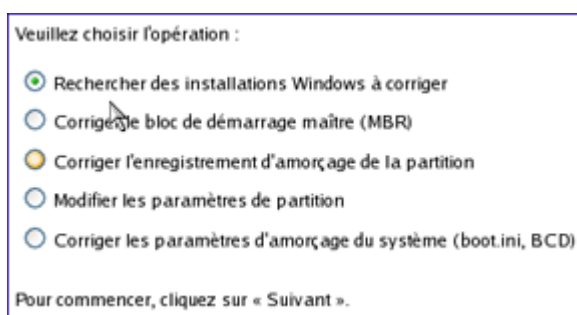 Veuillez choisir l'opération :
Rechercher des installations Windows à corriger
Corriger le bloc de démarrage maître (MBR)
Corriger l'enregistrement d'amorçage de la partition
Modifier les paramètres de partition
Corriger les paramètres d'amorçage du système (boot.ini, BCD)
Pour commencer, cliquez sur « Suivant ».